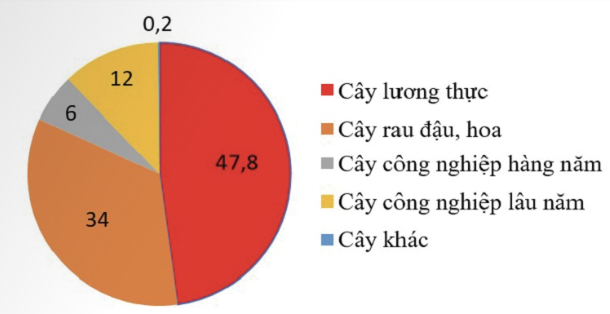 0,2
12
6
47,8
34
Cây lương thực
Cây rau đậu, hoa
Cây công nghiệp hàng năm
Cây công nghiệp lâu năm
Cây khác